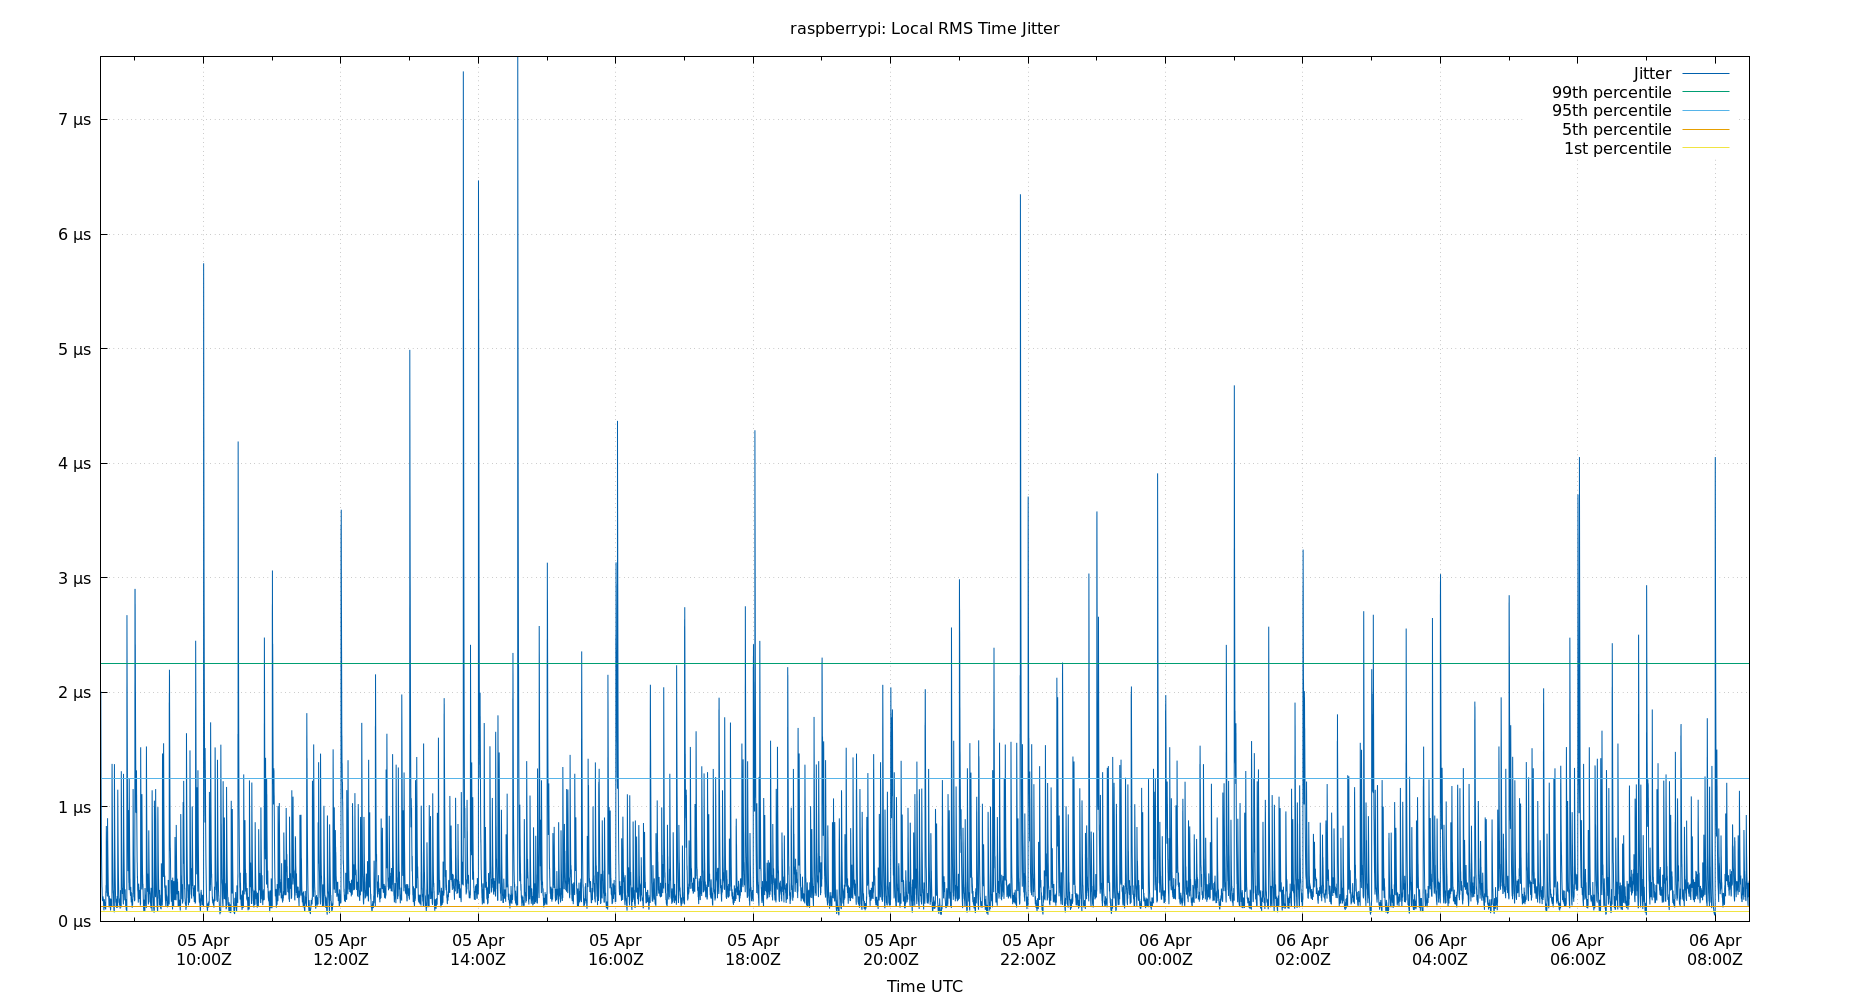 raspberrypi: Local RMS Time Jitter
Jitter
99th percentile
95th percentile
5th percentile
1st percentile
7 µs
6 µs
5 µs
4 µs
3 µs
2 µs
1 µs
0 µs
05 Apr 05 Apr 05 Apr 05 Apr 05 Apr 05 Apr 05 Apr 06 Apr 06 Apr 06 Apr 06 Apr 06 Apr
10:00Z 12:00Z 14:00Z 16:00Z 18:00Z 20:00Z 22:00Z 00:00Z 02:00Z 04:00Z 06:00Z 08:00Z
Time UTC